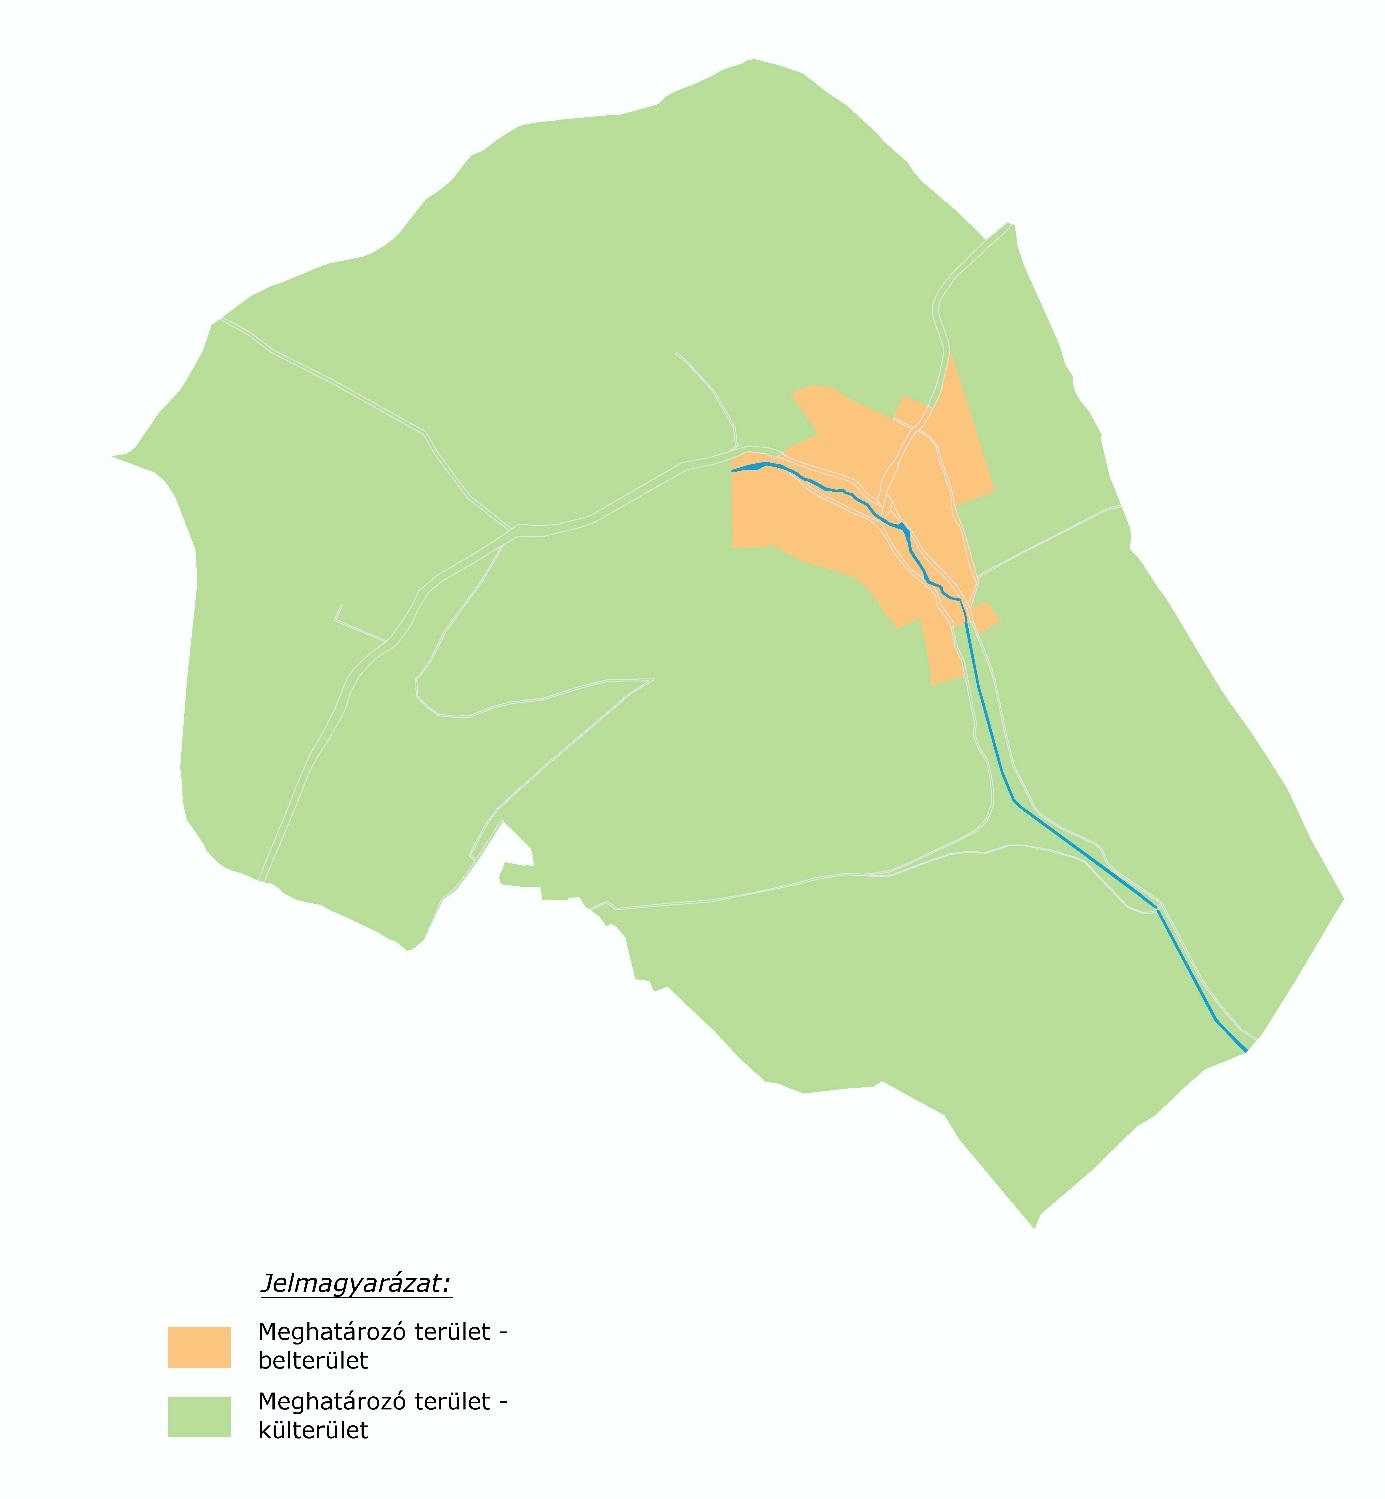 Jelmagyarázat:
Meghatározó terület -
belterület
Meghatározó terület -
külterület